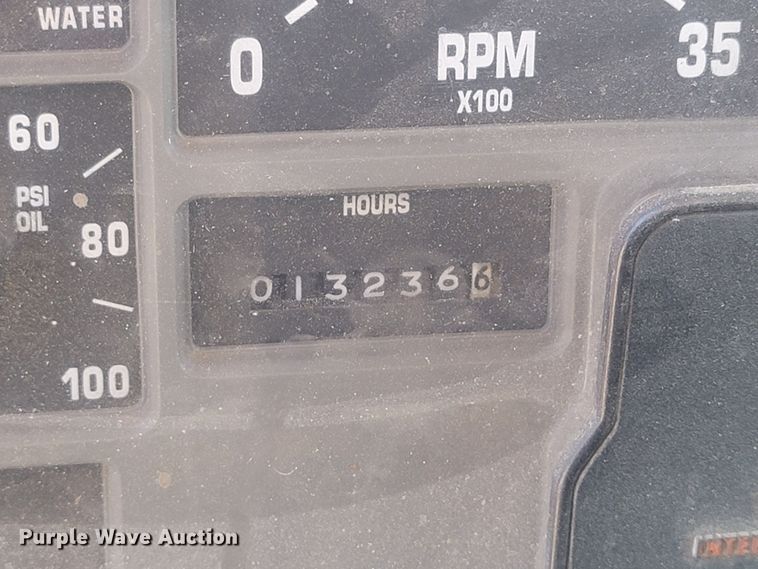 WATER
0
RPM
X100
35
60
PSI
OIL
80
100
HOURS
0132366
Purple Wave Auction